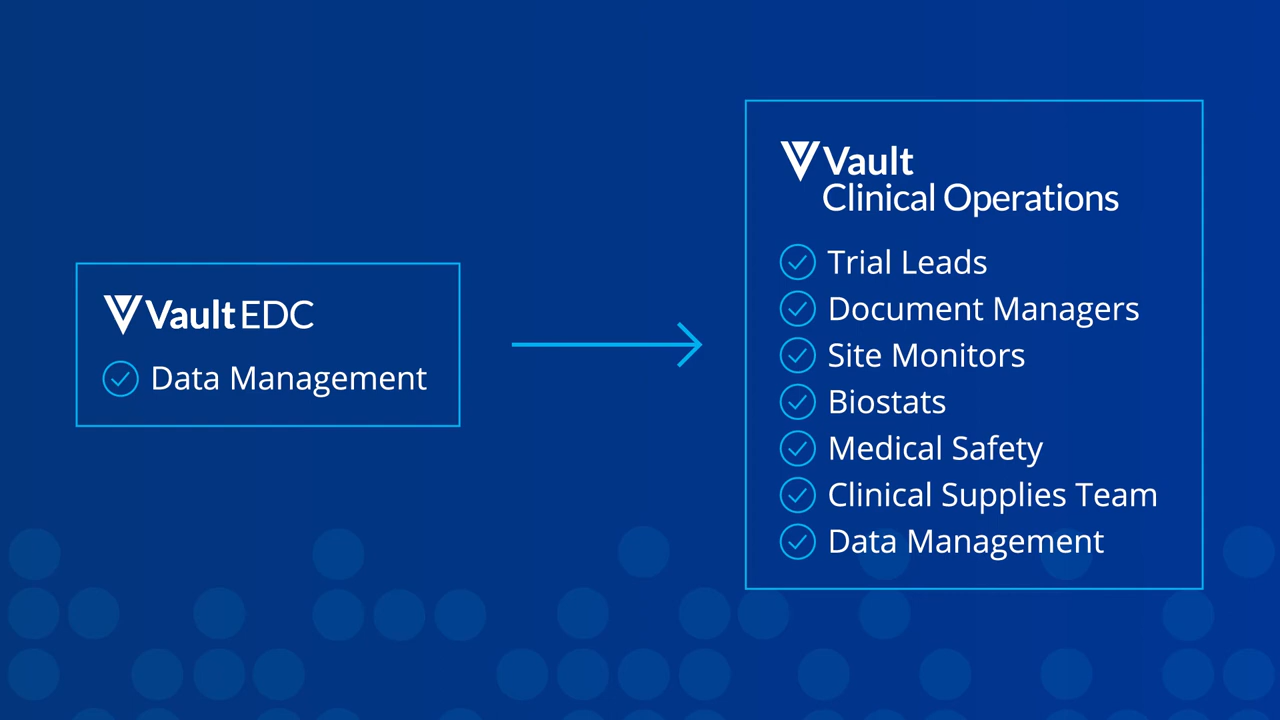 Vault EDC
Data Management
Vault
Clinical Operations
Trial Leads
Document Managers
Site Monitors
Biostats
Medical Safety
Clinical Supplies Team
Data Management